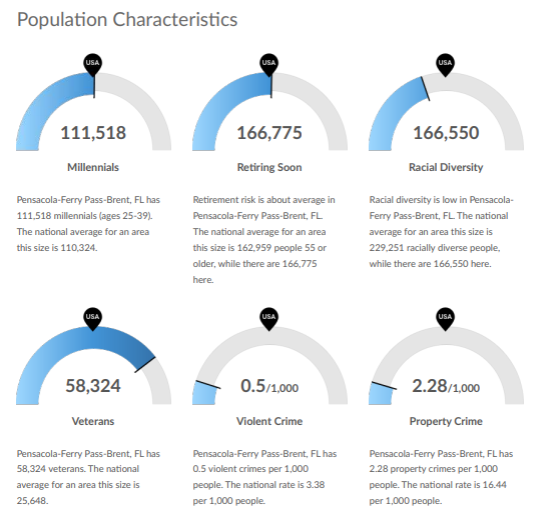 Population Characteristics
USA
USA
USA
111,518
166,775
166,550
Millennials
Retiring Soon
Racial Diversity
Pensacola-Ferry Pass-Brent, FL has
111,518 millennials (ages 25-39).
The national average for an area
this size is 110,324.
Retirement risk is about average in
Pensacola-Ferry Pass-Brent, FL.
The national average for an area
this size is 162,959 people 55 or
older, while there are 166,775
here.
Racial diversity is low in Pensacola-
Ferry Pass-Brent, FL. The national
average for an area this size is
229,251 racially diverse people,
while there are 166,550 here.
USA
USA
USA
58,324
0.5/1,000
2.28/1,000
Veterans
Violent Crime
Property Crime
Pensacola-Ferry Pass-Brent, FL has
58,324 veterans. The national
average for an area this size is
25,648.
Pensacola-Ferry Pass-Brent, FL has
0.5 violent crimes per 1,000
people. The national rate is 3.38
per 1,000 people.
Pensacola-Ferry Pass-Brent, FL has
2.28 property crimes per 1,000
people. The national rate is 16.44
per 1,000 people.